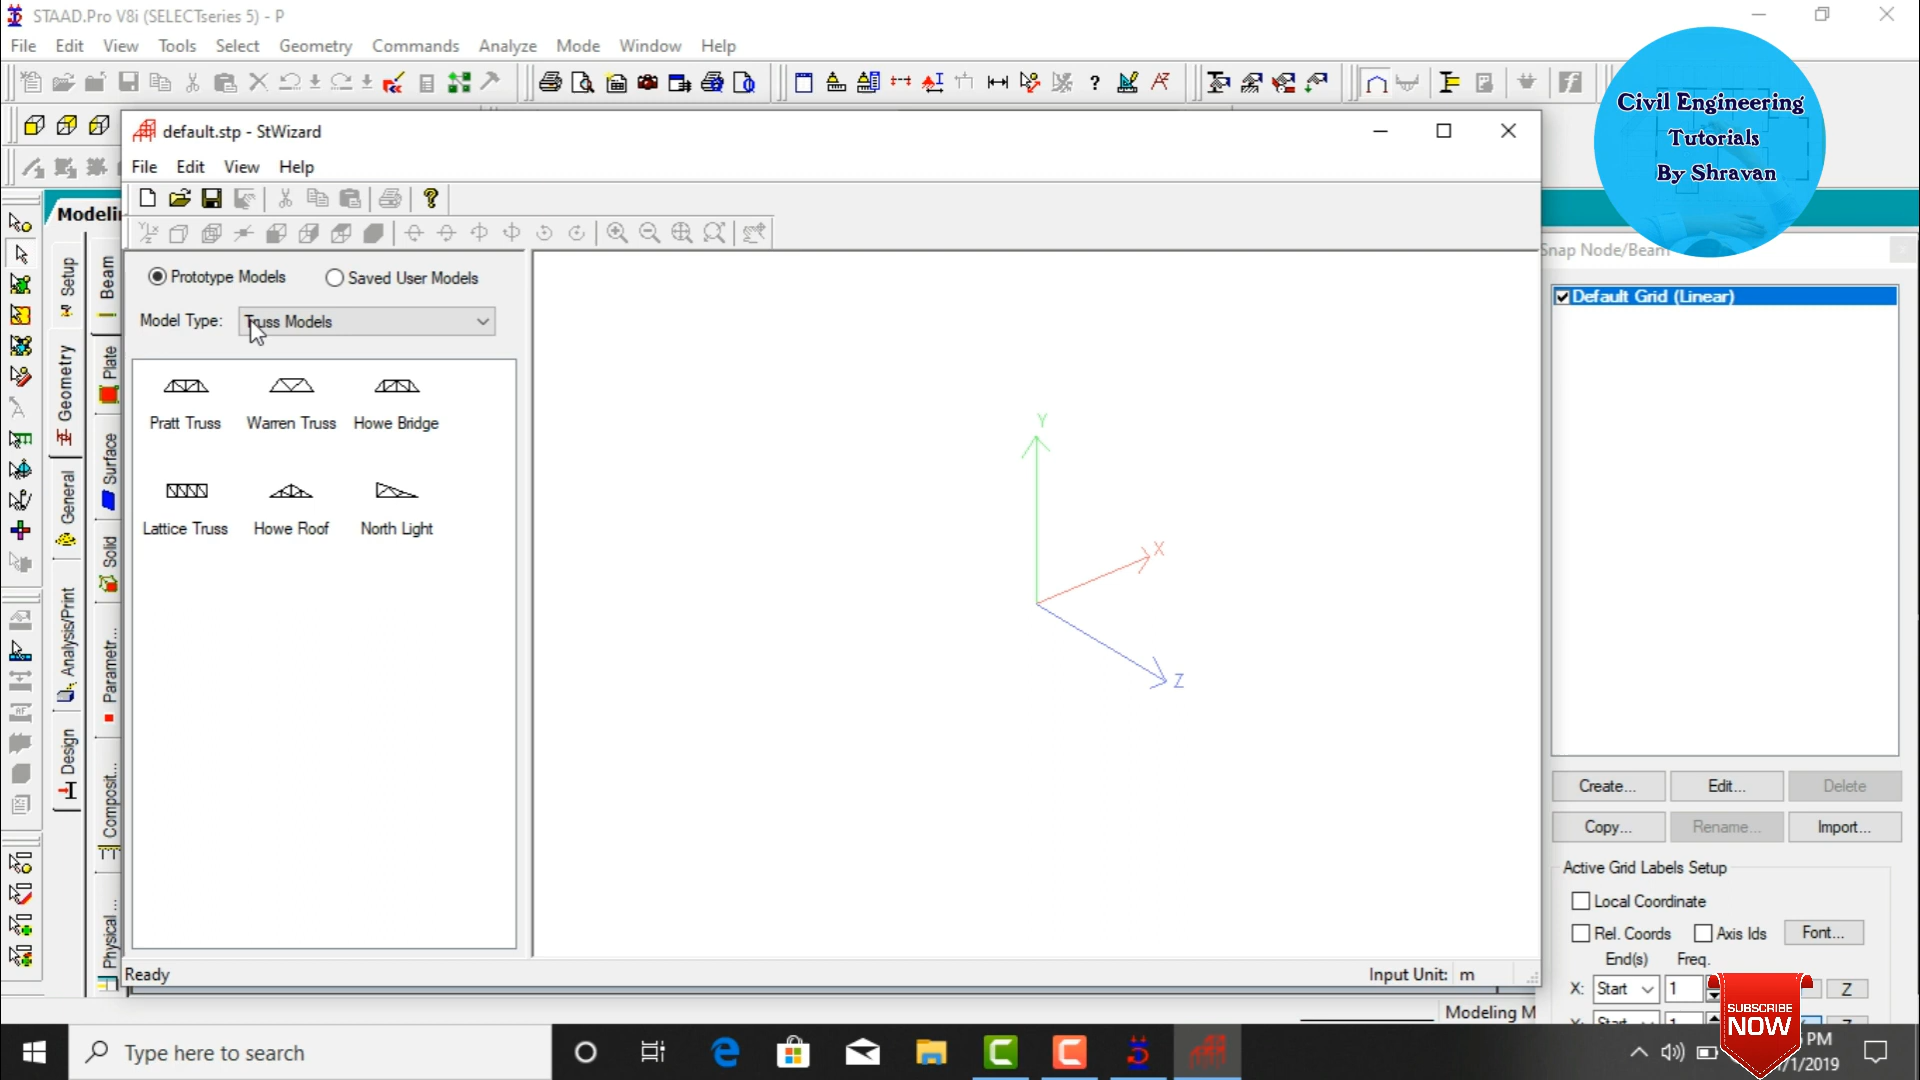 STAAD.Pro V8i (SELECTseries 5) - P
File Edit View Tools Select Geometry Commands Analyze Mode Window Help
Civil Engineering
Tutorials
By Shravan
default.stp - StWizard
File Edit View Help
Modelin
Setup
Geometry
General
Analysis/Print
Design
Beam
Plate
Surface
Solid
Parametr...
Composit...
Physical ...
Prototype Models Saved User Models
Model Type: Truss Models
Pratt Truss Warren Truss Howe Bridge
Lattice Truss Howe Roof North Light
Y
X
Z
Ready
Input Unit: m
Snap Node/Beam
Default Grid (Linear)
Create... Edit... Delete
Copy... Rename... Import...
Active Grid Labels Setup
Local Coordinate
Rel. Coords Axis Ids Font...
End(s) Freq.
X: Start 1 Z
Modeling M
SUBSCRIBE
NOW
Type here to search
PM
/1/2019